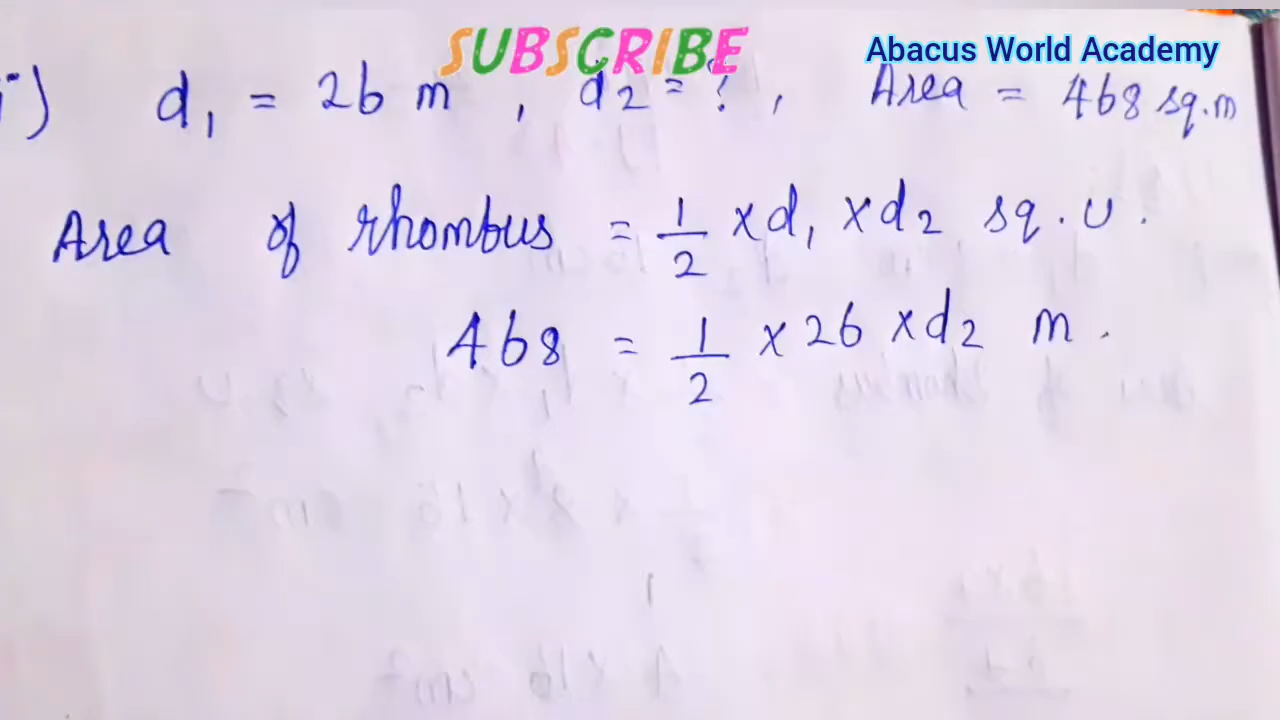 SUBSCRIBE
Abacus World Academy
d₁ = 26 m , d₂ = ? , Area = 468 sq.m
Area of rhombus = 1/2 × d₁ × d₂ sq.u.
468 = 1/2 × 26 × d₂ m.